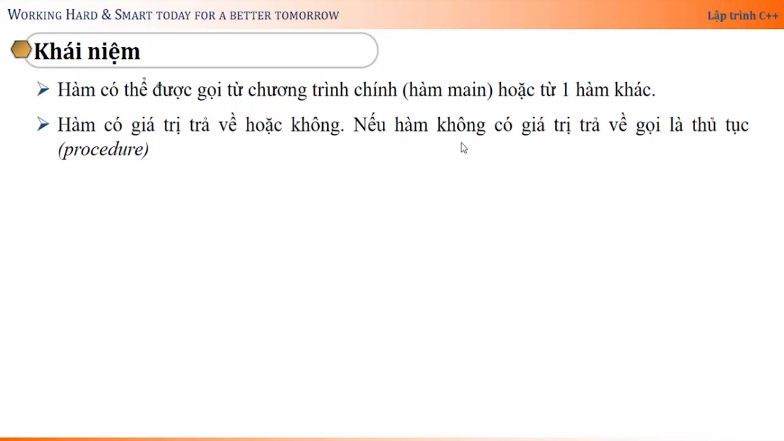 WORKING HARD & SMART TODAY FOR A BETTER TOMORROW
Lập trình C++
Khái niệm
Hàm có thể được gọi từ chương trình chính (hàm main) hoặc từ 1 hàm khác.
Hàm có giá trị trả về hoặc không. Nếu hàm không có giá trị trả về gọi là thủ tục
(procedure)